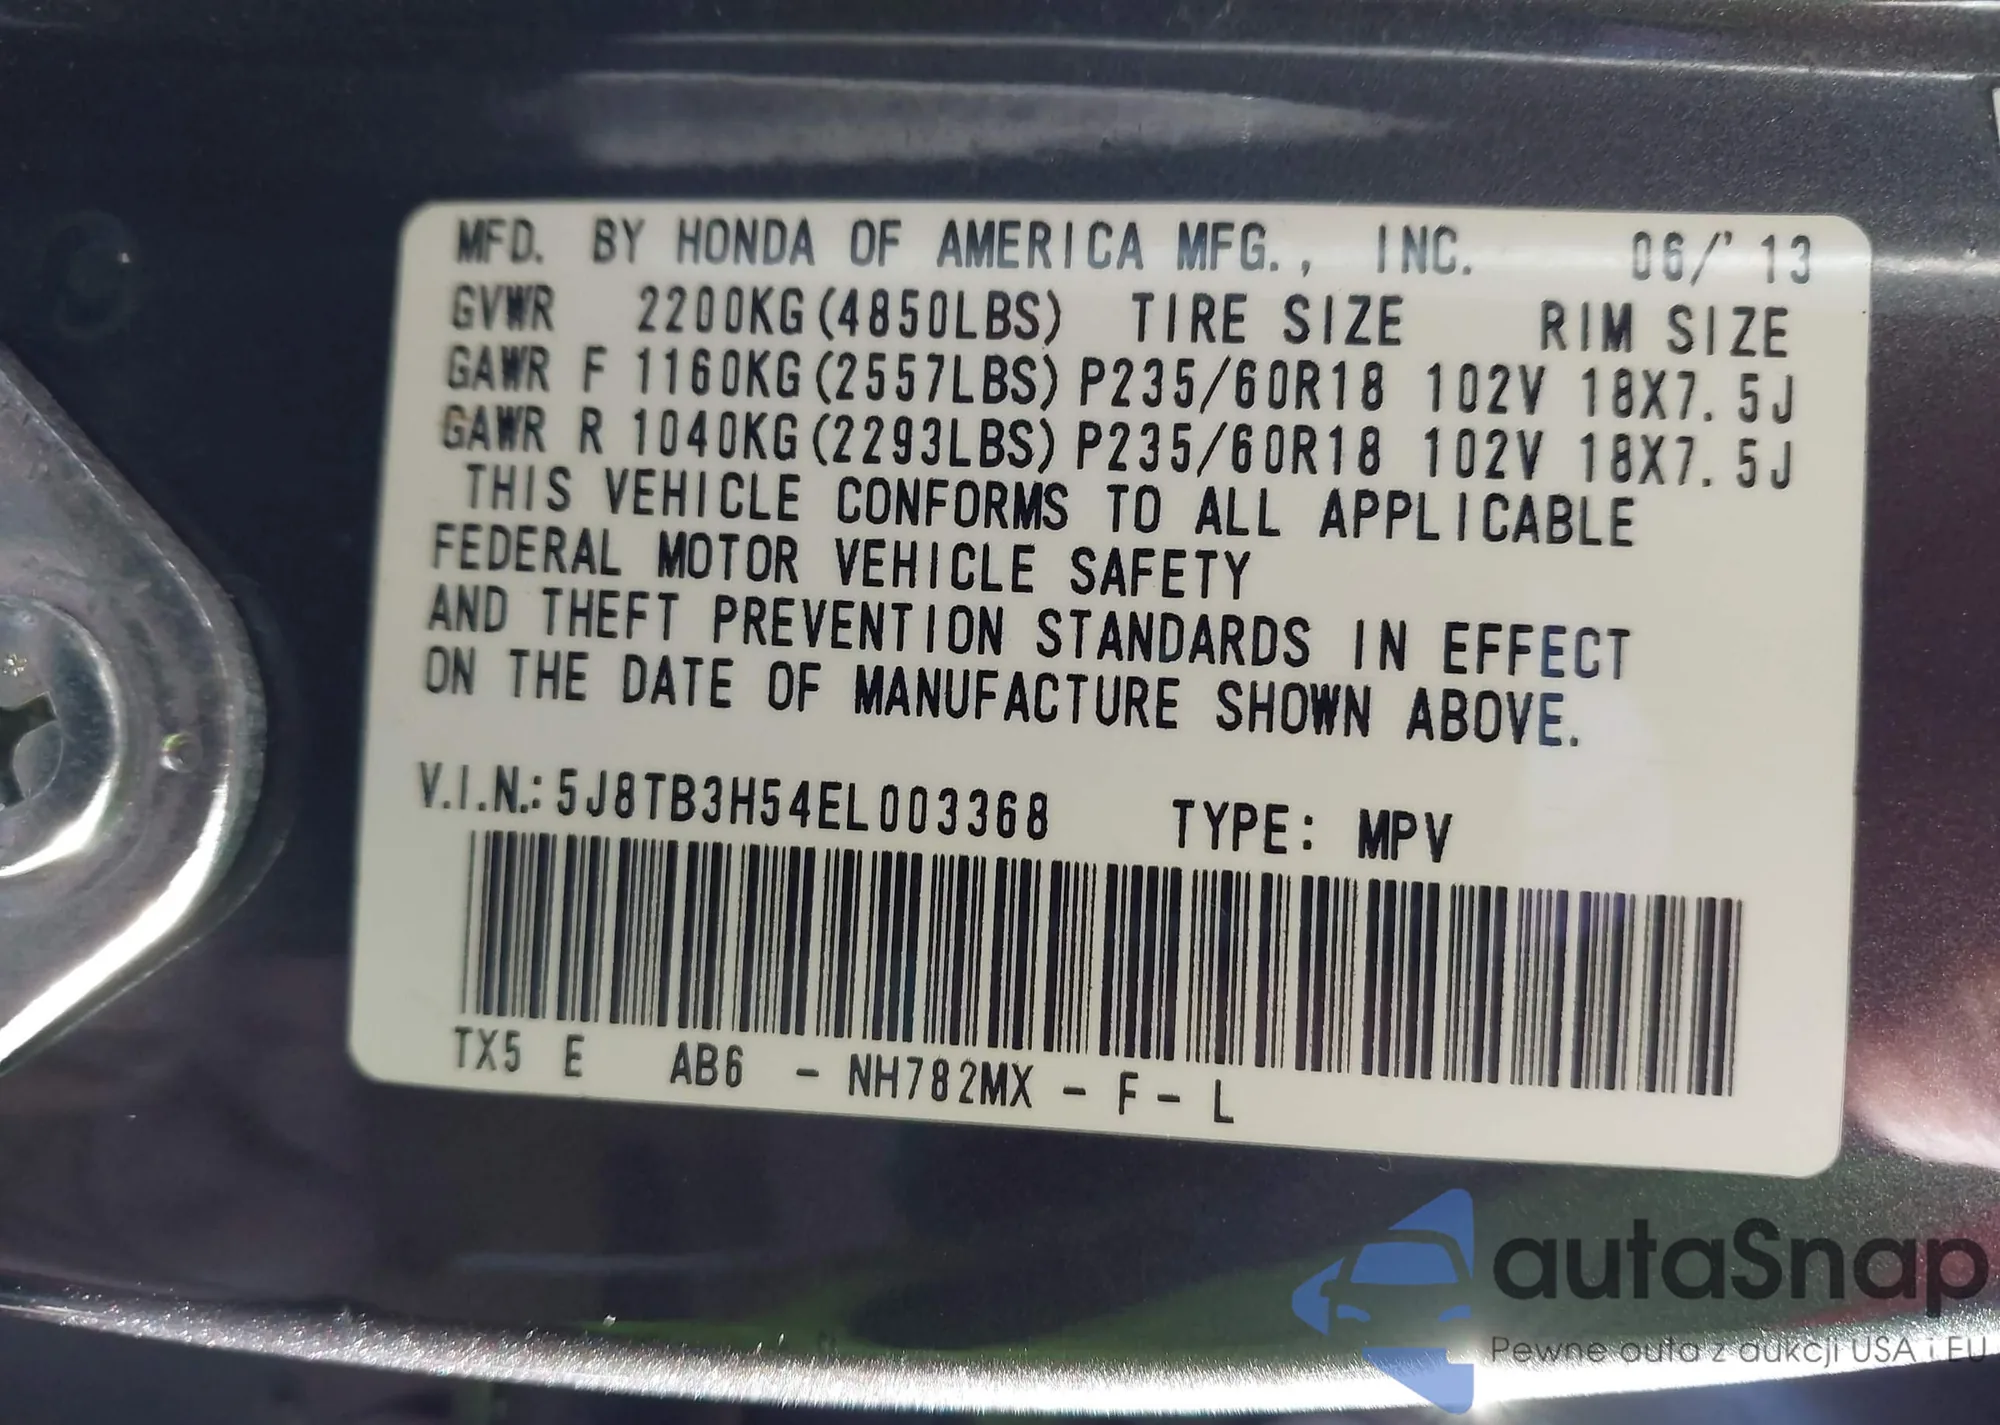 MFD. BY HONDA OF AMERICA MFG., INC. 06/'13
GVWR 2200KG(4850LBS) TIRE SIZE RIM SIZE
GAWR F 1160KG(2557LBS) P235/60R18 102V 18X7.5J
GAWR R 1040KG(2293LBS) P235/60R18 102V 18X7.5J
THIS VEHICLE CONFORMS TO ALL APPLICABLE
FEDERAL MOTOR VEHICLE SAFETY
AND THEFT PREVENTION STANDARDS IN EFFECT
ON THE DATE OF MANUFACTURE SHOWN ABOVE.
V.I.N.: 5J8TB3H54EL003368 TYPE: MPV
TX5 E AB6 - NH782MX - F - L
autaSnap
Pewne auta z aukcji USA i EU